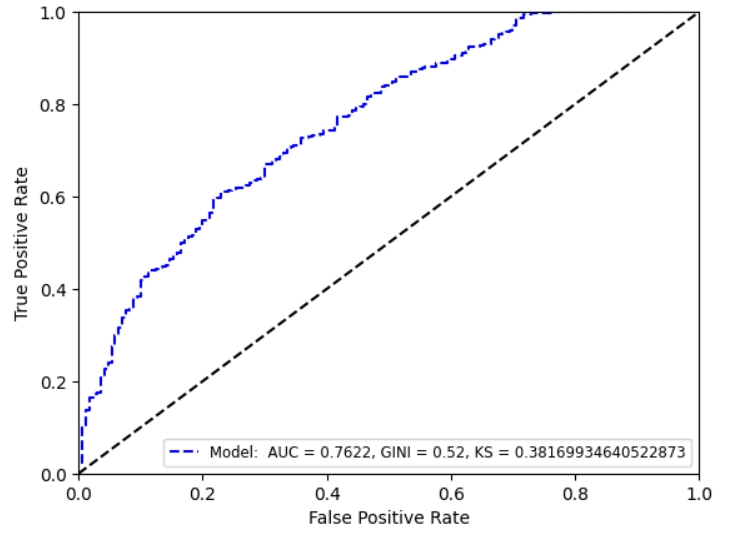 1.0
0.8
0.6
0.4
0.2
0.0
True Positive Rate
Model: AUC = 0.7622, GINI = 0.52, KS = 0.38169934640522873
0.0 0.2 0.4 0.6 0.8 1.0
False Positive Rate